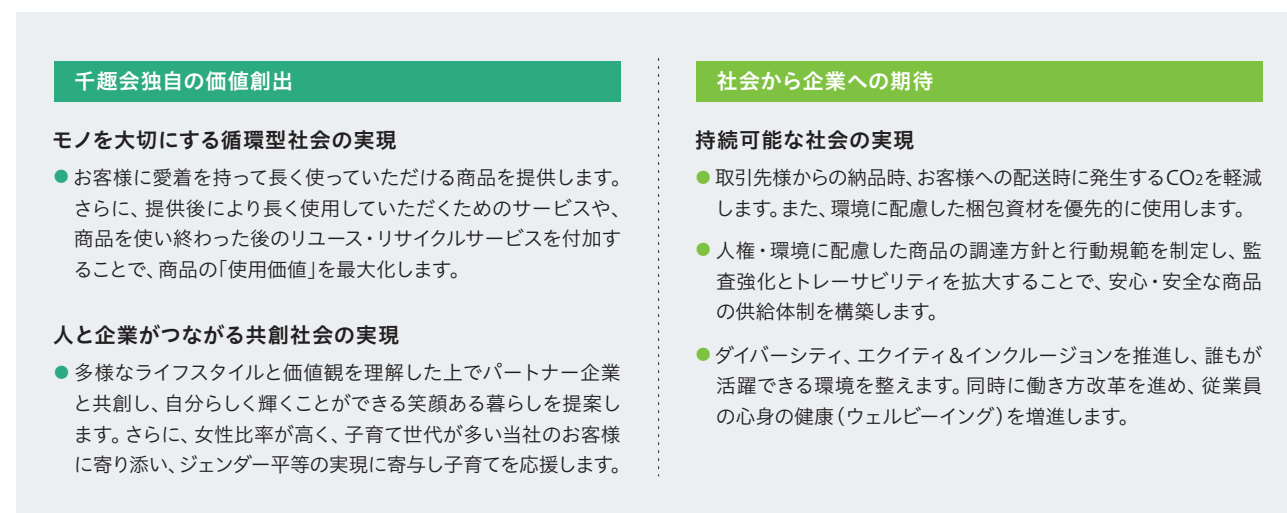 千趣会独自の価値創出
モノを大切にする循環型社会の実現
●お客様に愛着を持って長く使っていただける商品を提供します。
さらに、提供後により長く使用していただくためのサービスや、
商品を使い終わった後のリユース・リサイクルサービスを付加す
ることで、商品の「使用価値」を最大化します。
人と企業がつながる共創社会の実現
●多様なライフスタイルと価値観を理解した上でパートナー企業
と共創し、自分らしく輝くことができる笑顔ある暮らしを提案し
ます。さらに、女性比率が高く、子育て世代が多い当社のお客様
に寄り添い、ジェンダー平等の実現に寄与し子育てを応援します。
社会から企業への期待
持続可能な社会の実現
●取引先様からの納品時、お客様への配送時に発生するCO2を軽減
します。また、環境に配慮した梱包資材を優先的に使用します。
●人権・環境に配慮した商品の調達方針と行動規範を制定し、監
査強化とトレーサビリティを拡大することで、安心・安全な商品
の供給体制を構築します。
●ダイバーシティ、エクイティ&インクルージョンを推進し、誰もが
活躍できる環境を整えます。同時に働き方改革を進め、従業員
の心身の健康(ウェルビーイング)を増進します。